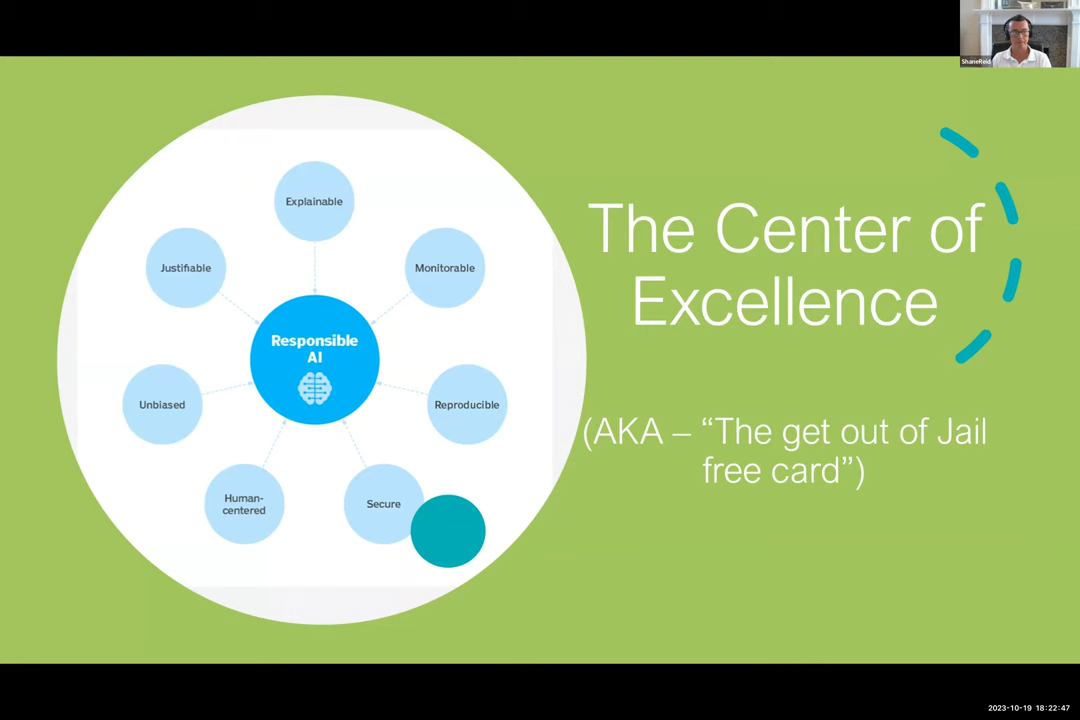 ShaneReid
The Center of
Excellence
(AKA – “The get out of Jail
free card”)
Explainable
Justifiable
Monitorable
Responsible
AI
Unbiased
Reproducible
Human-
centered
Secure
2023-10-19 18:22:47